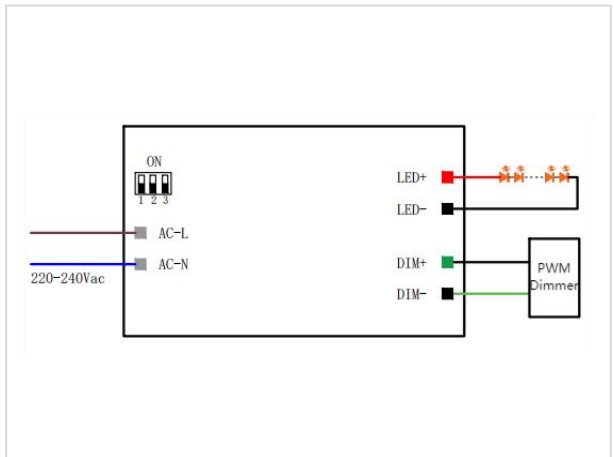 ON
1 2 3
LED+
LED-
AC-L
AC-N
220-240Vac
DIM+
DIM-
PWM
Dimmer